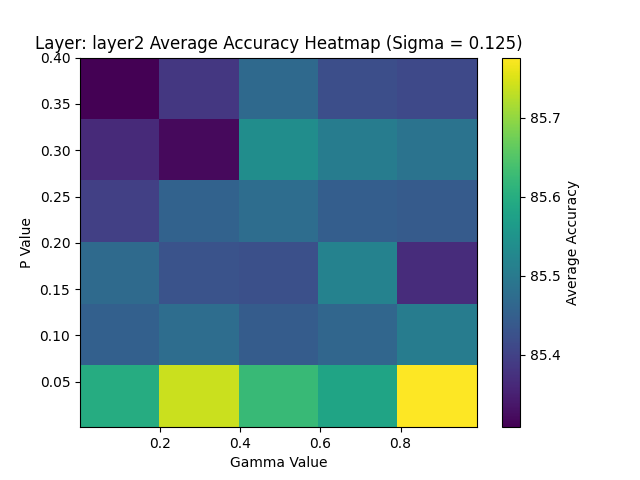 Layer: layer2 Average Accuracy Heatmap (Sigma = 0.125)
0.40
0.35
0.30
0.25
0.20
0.15
0.10
0.05
P Value
0.2 0.4 0.6 0.8
Gamma Value
85.7
85.6
85.5
85.4
Average Accuracy